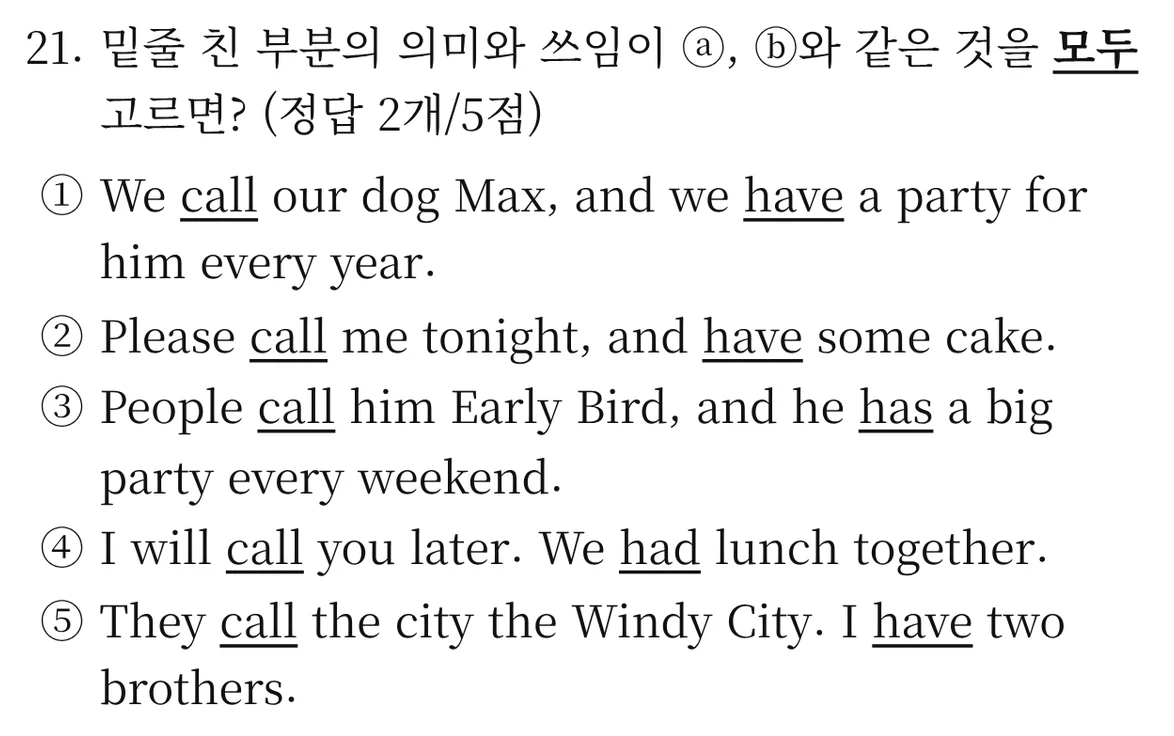 21. 밑줄 친 부분의 의미와 쓰임이 ⓐ, ⓑ와 같은 것을 모두
고르면? (정답 2개/5점)
① We call our dog Max, and we have a party for
him every year.
② Please call me tonight, and have some cake.
③ People call him Early Bird, and he has a big
party every weekend.
④ I will call you later. We had lunch together.
⑤ They call the city the Windy City. I have two
brothers.